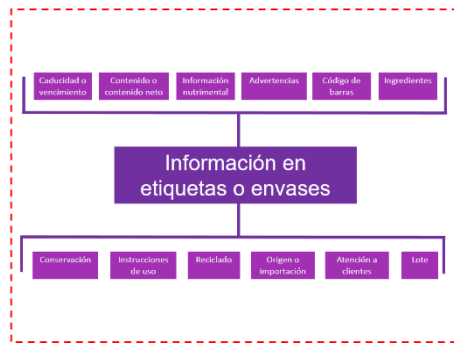 Caducidad o
vencimiento
Contenido o
contenido neto
Información
nutrimental
Advertencias
Código de
barras
Ingredientes
Información en
etiquetas o envases
Conservación
Instrucciones
de uso
Reciclado
Origen o
importación
Atención a
clientes
Lote